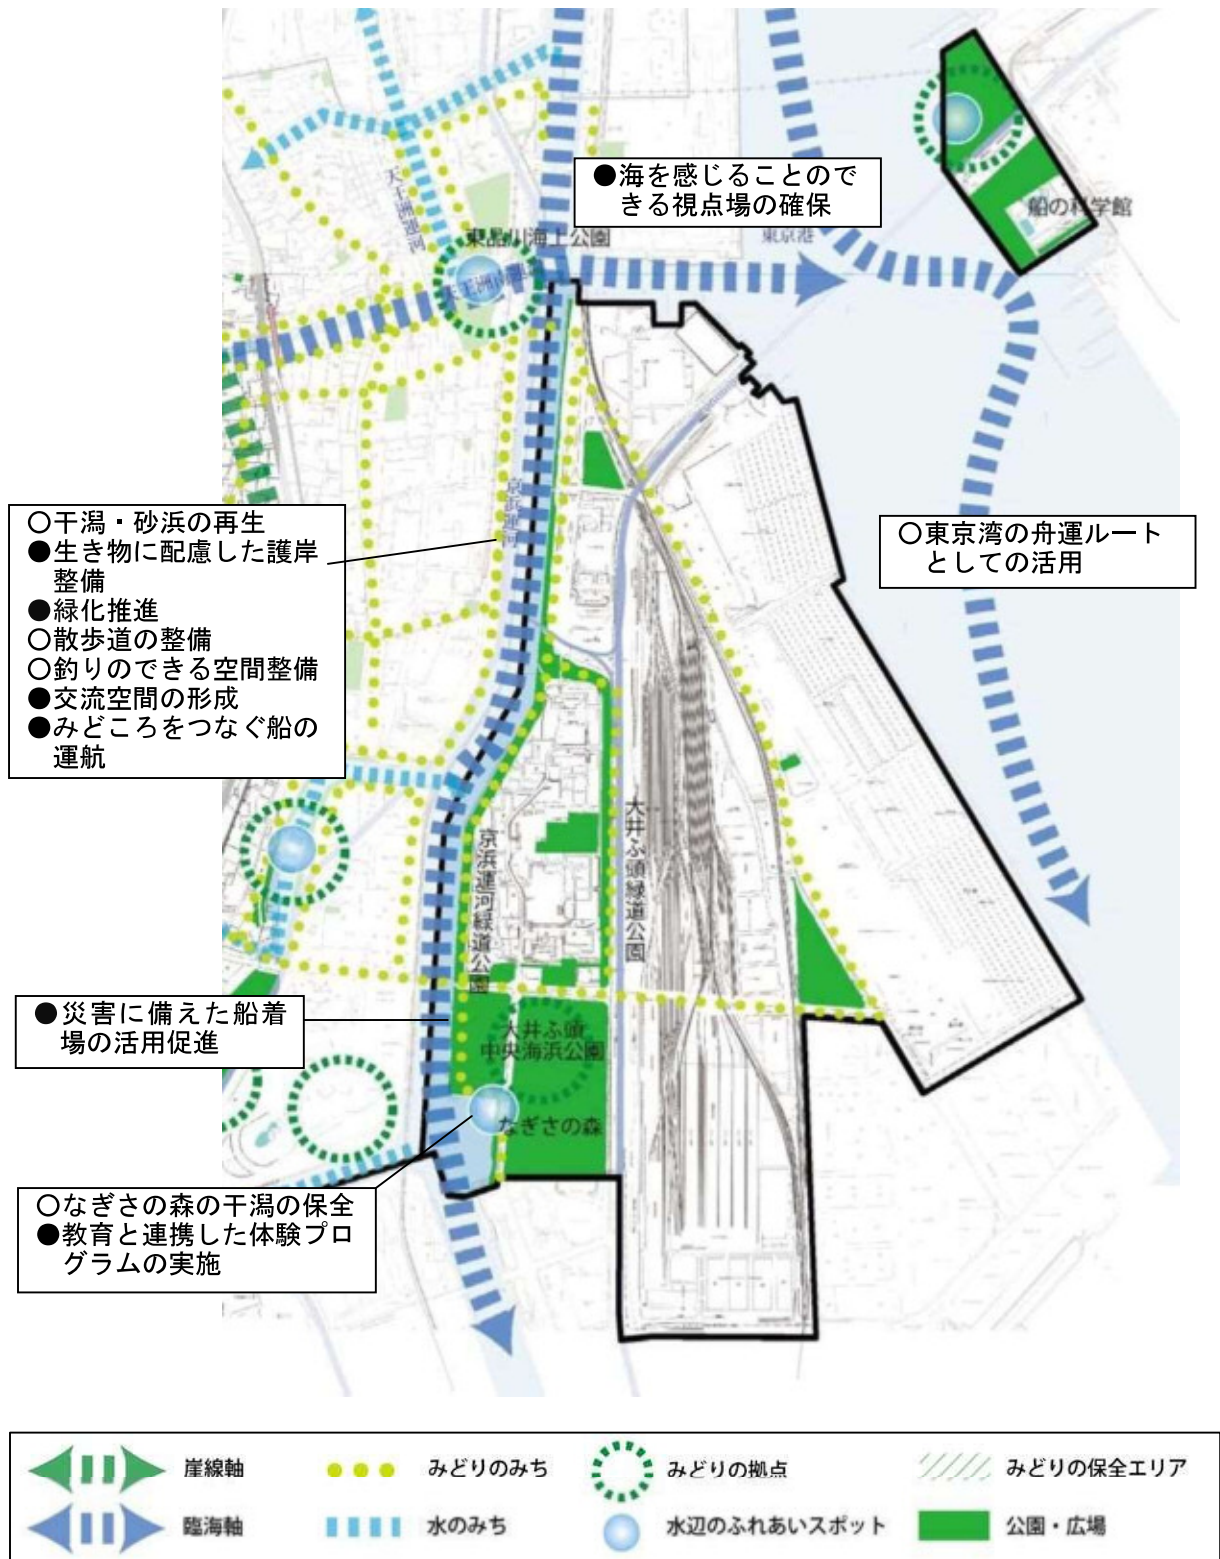 ●海を感じることので
きる視点場の確保
船の科学館
東京港
天王洲運河
東品川海上公園
京浜運河
○干潟・砂浜の再生
●生き物に配慮した護岸
整備
●緑化推進
○散歩道の整備
○釣りのできる空間整備
●交流空間の形成
●みどころをつなぐ船の
運航
○東京湾の舟運ルート
としての活用
大井ふ頭緑道公園
京浜運河緑道公園
●災害に備えた船着
場の活用促進
大井ふ頭
中央海浜公園
なぎさの森
○なぎさの森の干潟の保全
●教育と連携した体験プロ
グラムの実施
崖線軸
みどりのみち
みどりの拠点
みどりの保全エリア
臨海軸
水のみち
水辺のふれあいスポット
公園・広場